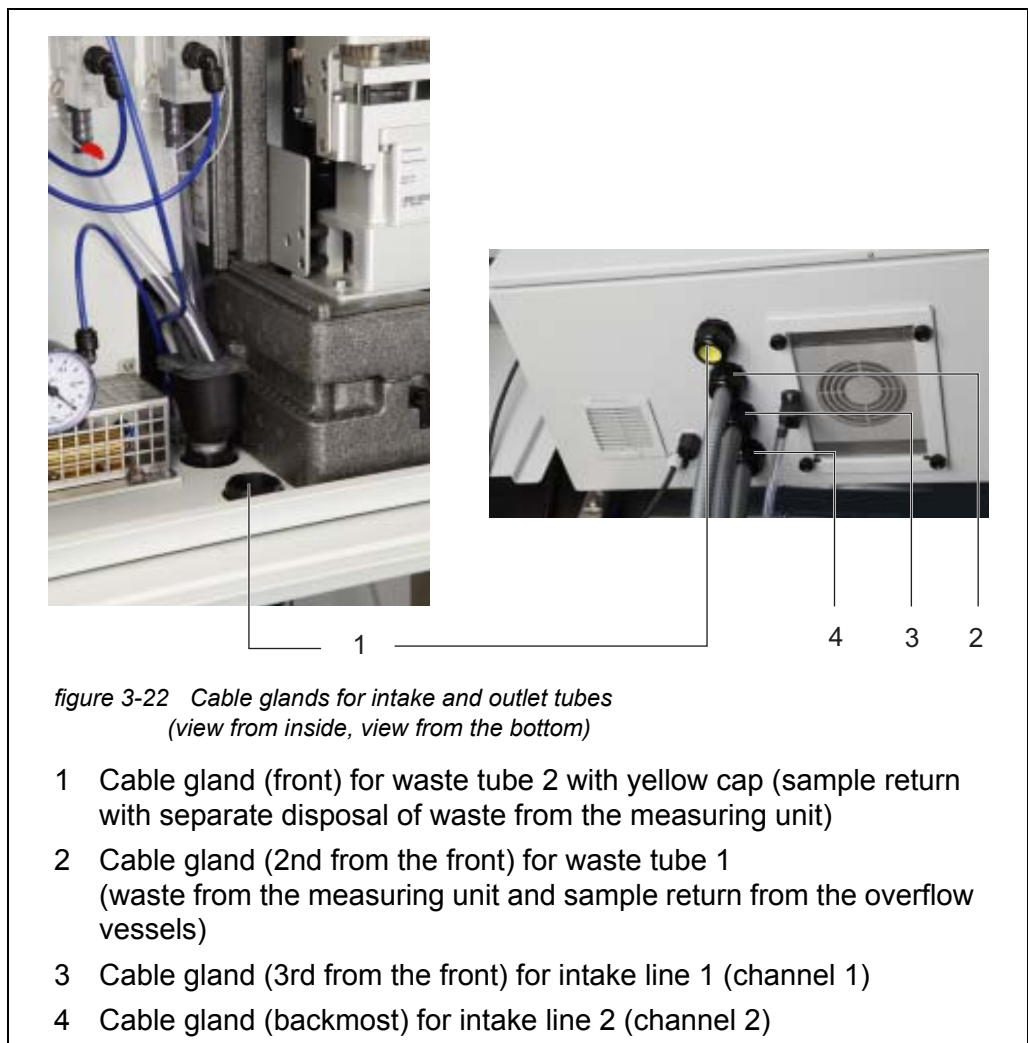 1
4
3
2
figure 3-22 Cable glands for intake and outlet tubes
(view from inside, view from the bottom)
1 Cable gland (front) for waste tube 2 with yellow cap (sample return
with separate disposal of waste from the measuring unit)
2 Cable gland (2nd from the front) for waste tube 1
(waste from the measuring unit and sample return from the overflow
vessels)
3 Cable gland (3rd from the front) for intake line 1 (channel 1)
4 Cable gland (backmost) for intake line 2 (channel 2)